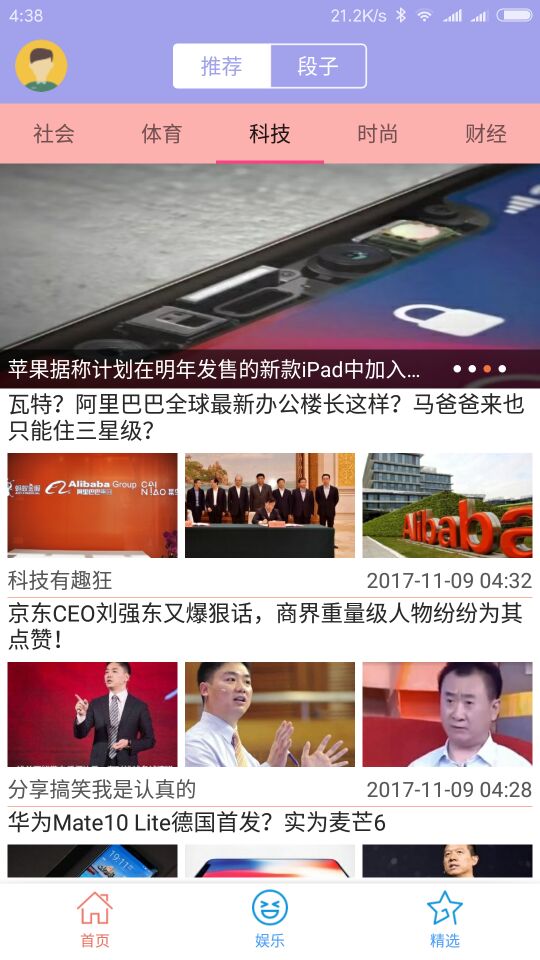 4:38
21.2K/s
推荐
段子
社会
体育
科技
时尚
财经
苹果据称计划在明年发售的新款iPad中加入...
瓦特？阿里巴巴全球最新办公楼长这样？马爸爸来也
只能住三星级？
Alibaba Group
阿里巴巴集团
Alibaba
科技有趣狂
2017-11-09 04:32
京东CEO刘强东又爆狠话，商界重量级人物纷纷为其
点赞！
分享搞笑我是认真的
2017-11-09 04:28
华为Mate10 Lite德国首发？实为麦芒6
首页
娱乐
精选